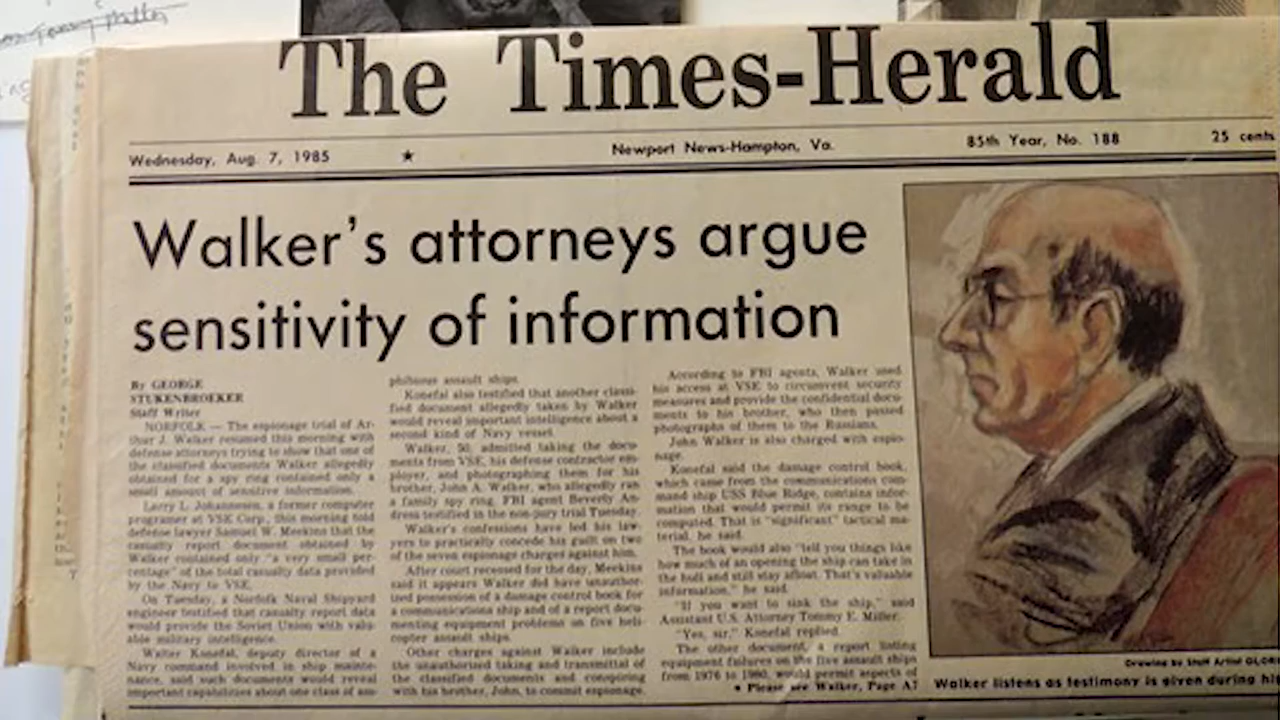 The Times-Herald
Wednesday, Aug. 7, 1985 ★ Newport News-Hampton, Va. 85th Year, No. 188 25 cents
Walker's attorneys argue
sensitivity of information
By GEORGE
STUKENBROEKER
Staff Writer
NORFOLK — The espionage trial of Ar-
thur J. Walker resumed this morning with
defense attorneys trying to show that one of
the classified documents Walker allegedly
obtained for a spy ring contained only a
small amount of sensitive information.
Larry L. Johannesen, a former computer
programer at VSE Corp., this morning told
defense lawyer Samuel W. Meekins that the
casualty report document obtained by
Walker contained only "a very small per-
centage" of the total casualty data provided
by the Navy to VSE.
On Tuesday, a Norfolk Naval Shipyard
engineer testified that casualty report data
would provide the Soviet Union with valu-
able military intelligence.
Walter Konefal, deputy director of a
Navy command involved in ship mainte-
nance, said such documents would reveal
important capabilities about one class of am-
phibious assault ships.
Konefal also testified that another classi-
fied document allegedly taken by Walker
would reveal important intelligence about a
second kind of Navy vessel.
Walker, 50, admitted taking the docu-
ments from VSE, his defense contractor em-
ployer, and photographing them for his
brother, John A. Walker, who allegedly ran
a family spy ring, FBI agent Beverly An-
dress testified in the non-jury trial Tuesday.
Walker's confessions have led his law-
yers to practically concede his guilt on two
of the seven espionage charges against him.
After court recessed for the day, Meekins
said it appears Walker did have unauthor-
ized possession of a damage control book for
a communications ship and of a report docu-
menting equipment problems on five heli-
copter assault ships.
Other charges against Walker include
the unauthorized taking and transmittal of
the classified documents and conspiring
with his brother, John, to commit espionage.
According to FBI agents, Walker used
his access at VSE to circumvent security
measures and provide the confidential docu-
ments to his brother, who then passed
photographs of them to the Russians.
John Walker is also charged with espio-
nage.
Konefal said the damage control book,
which came from the communications com-
mand ship USS Blue Ridge, contains infor-
mation that would permit its range to be
computed. That is "significant" tactical ma-
terial, he said.
The book would also "tell you things like
how much of an opening the ship can take in
the hull and still stay afloat. That's valuable
information," he said.
"If you want to sink the ship," said
Assistant U.S. Attorney Tommy E. Miller.
"Yes, sir," Konefal replied.
The other document, a report listing
equipment failures on the five assault ships
from 1976 to 1980, would permit aspects of
• Please see Walker, Page A7
Drawing by Staff Artist GLOR
Walker listens as testimony is given during hi